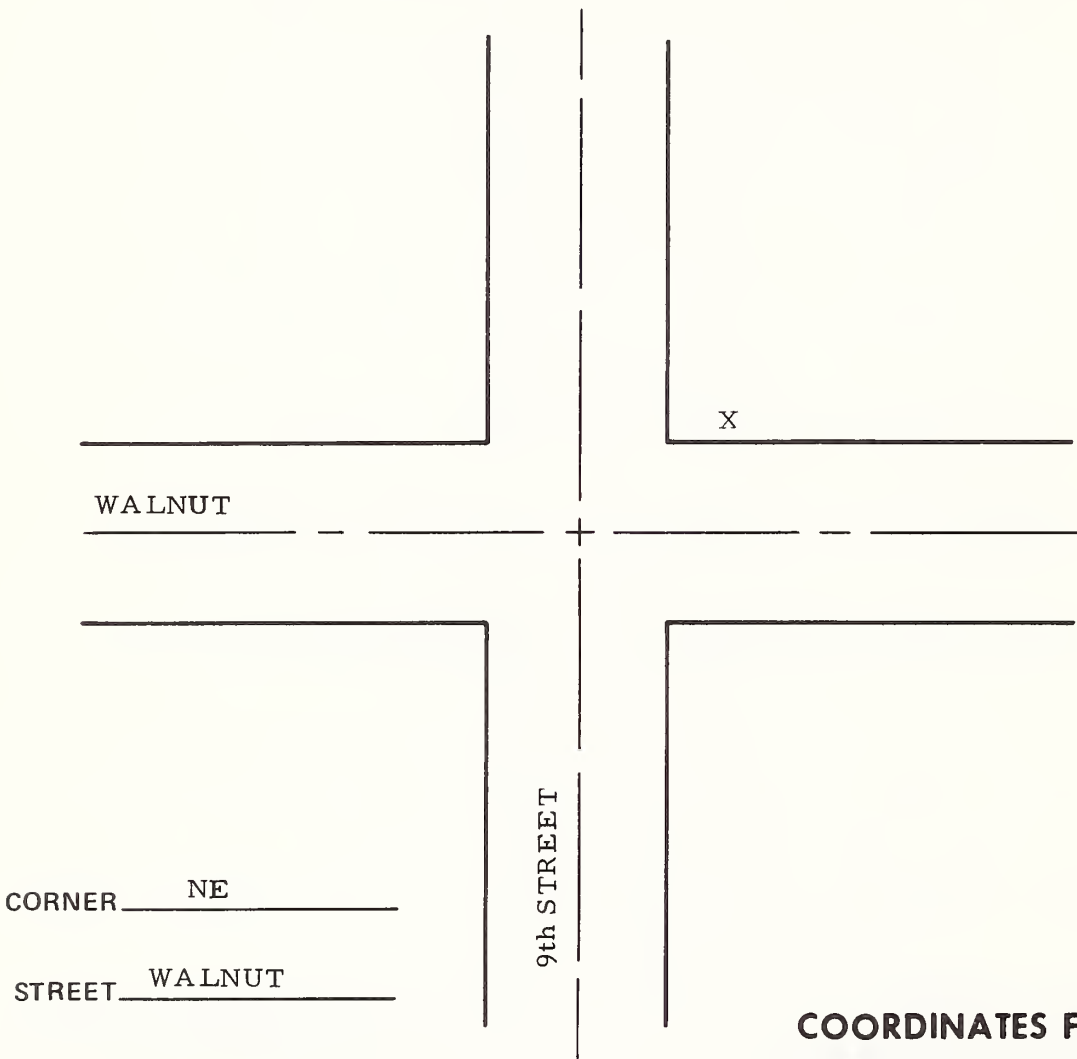 X
WALNUT
9th STREET
CORNER NE
STREET WALNUT
COORDINATES F